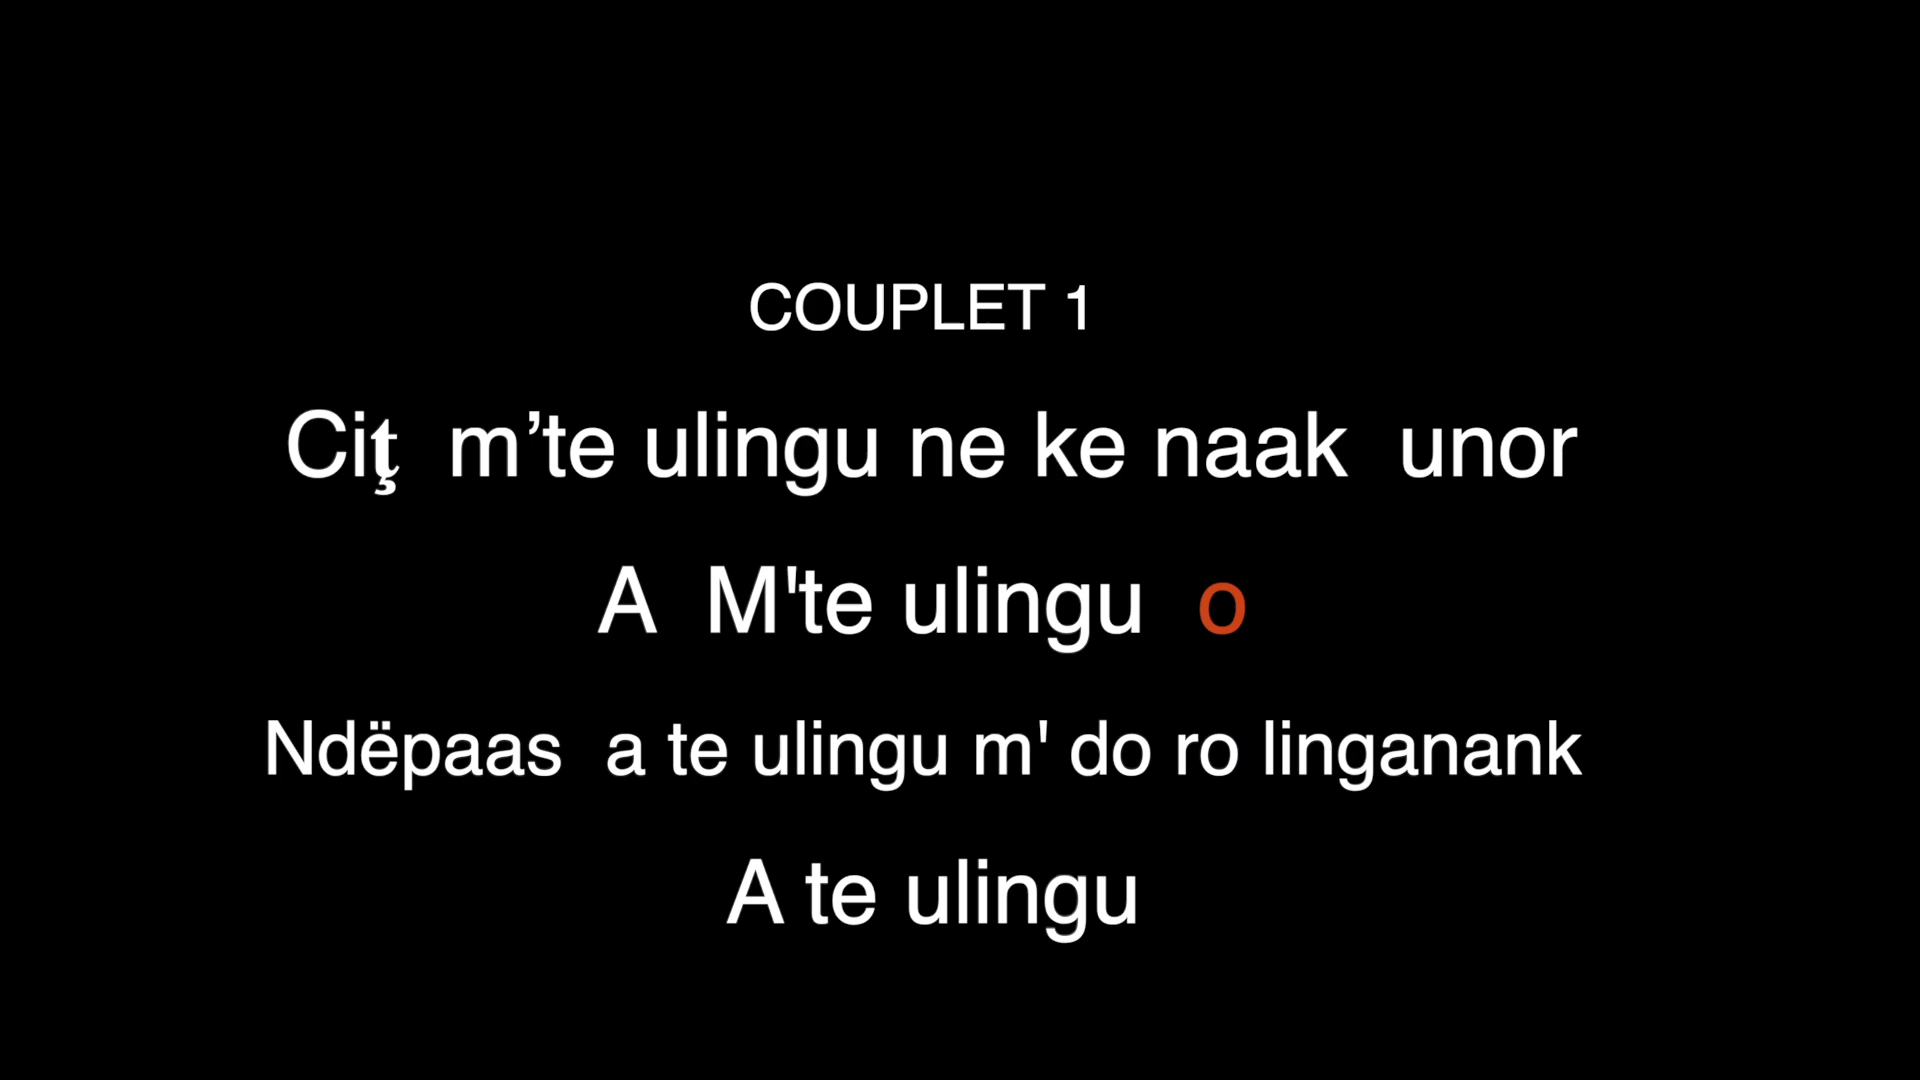 COUPLET 1
Ciţ m’te ulingu ne ke naak unor
A M'te ulingu o
Ndëpaas a te ulingu m' do ro linganank
A te ulingu